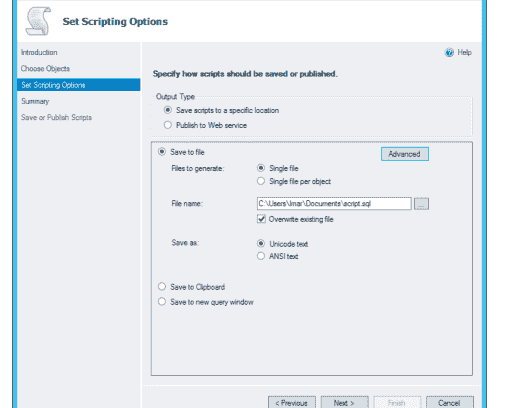 Set Scripting Options
Introduction
Help
Choose Objects
Specify how scripts should be saved or published.
Set Scripting Options
Summary
Save or Publish Scripts
Output Type
Save scripts to a specific location
Publish to Web service
Save to file
Advanced
Files to generate:
Single file
Single file per object
File name:
C:\Users\Imar\Documents\script.sql
...
Overwrite existing file
Save as:
Unicode text
ANSI text
Save to Clipboard
Save to new query window
< Previous
Next >
Finish
Cancel